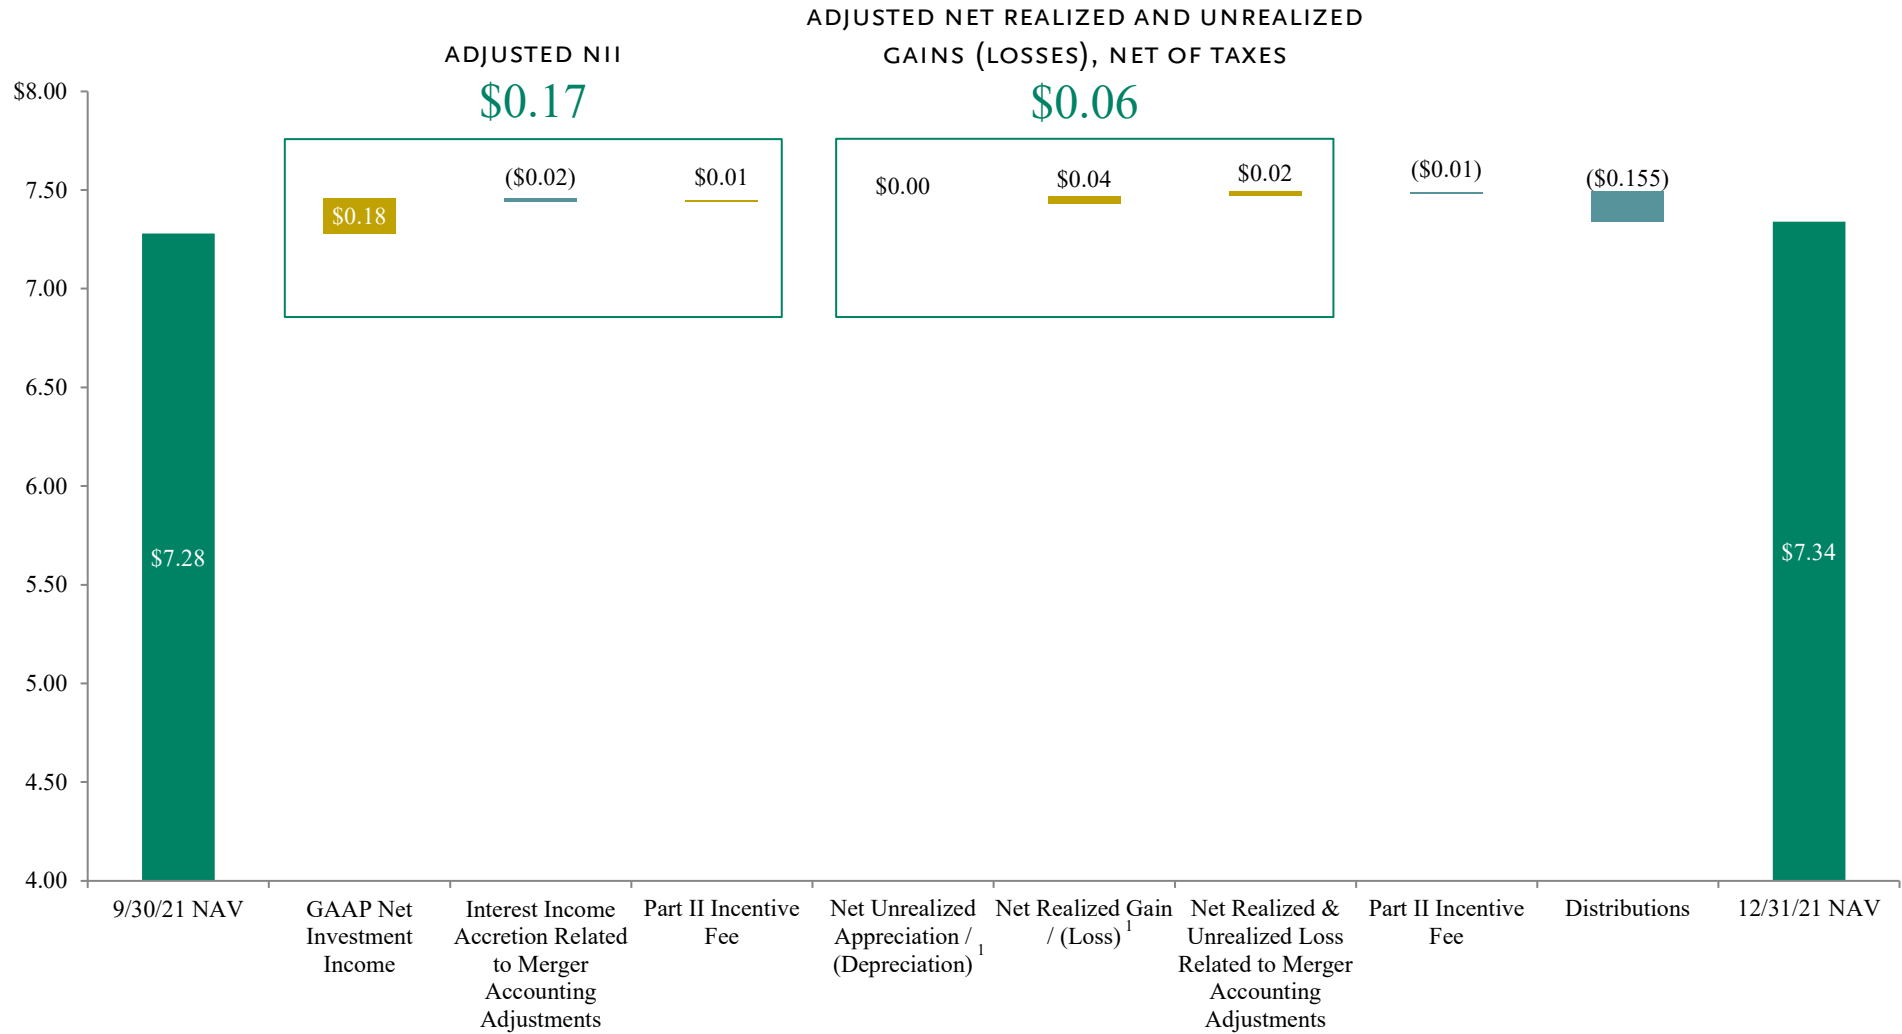 ADJUSTED NET REALIZED AND UNREALIZED
GAINS (LOSSES), NET OF TAXES
$0.06
ADJUSTED NII
$0.17
$8.00
7.50
7.00
6.50
6.00
5.50
5.00
4.50
4.00
$7.28
$0.18
($0.02)
$0.01
$0.00
$0.04
$0.02
($0.01)
($0.155)
$7.34
9/30/21 NAV
GAAP Net
Investment
Income
Interest Income
Accretion Related
to Merger
Accounting
Adjustments
Part II Incentive
Fee
Net Unrealized
Appreciation /
(Depreciation) 1
Net Realized Gain
/ (Loss) 1
Net Realized &
Unrealized Loss
Related to Merger
Accounting
Adjustments
Part II Incentive
Fee
Distributions
12/31/21 NAV